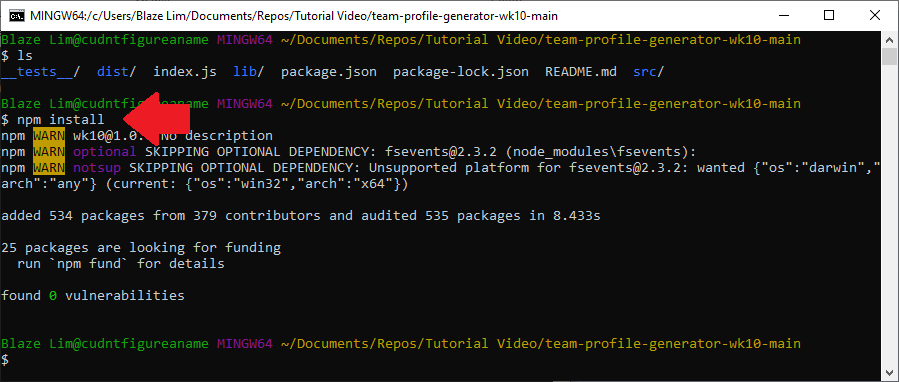 MINGW64:/c/Users/Blaze Lim/Documents/Repos/Tutorial Video/team-profile-generator-wk10-main
Blaze Lim@cudntfigureaname MINGW64 ~/Documents/Repos/Tutorial Video/team-profile-generator-wk10-main
$ ls
__tests__/  dist/  index.js  lib/  package.json  package-lock.json  README.md  src/
Blaze Lim@cudntfigureaname MINGW64 ~/Documents/Repos/Tutorial Video/team-profile-generator-wk10-main
$ npm install
npm WARN wk10@1.0. No description
npm WARN optional SKIPPING OPTIONAL DEPENDENCY: fsevents@2.3.2 (node_modules\fsevents):
npm WARN notsup SKIPPING OPTIONAL DEPENDENCY: Unsupported platform for fsevents@2.3.2: wanted {"os":"darwin","
arch":"any"} (current: {"os":"win32","arch":"x64"})
added 534 packages from 379 contributors and audited 535 packages in 8.433s
25 packages are looking for funding
  run `npm fund` for details
found 0 vulnerabilities
Blaze Lim@cudntfigureaname MINGW64 ~/Documents/Repos/Tutorial Video/team-profile-generator-wk10-main
$